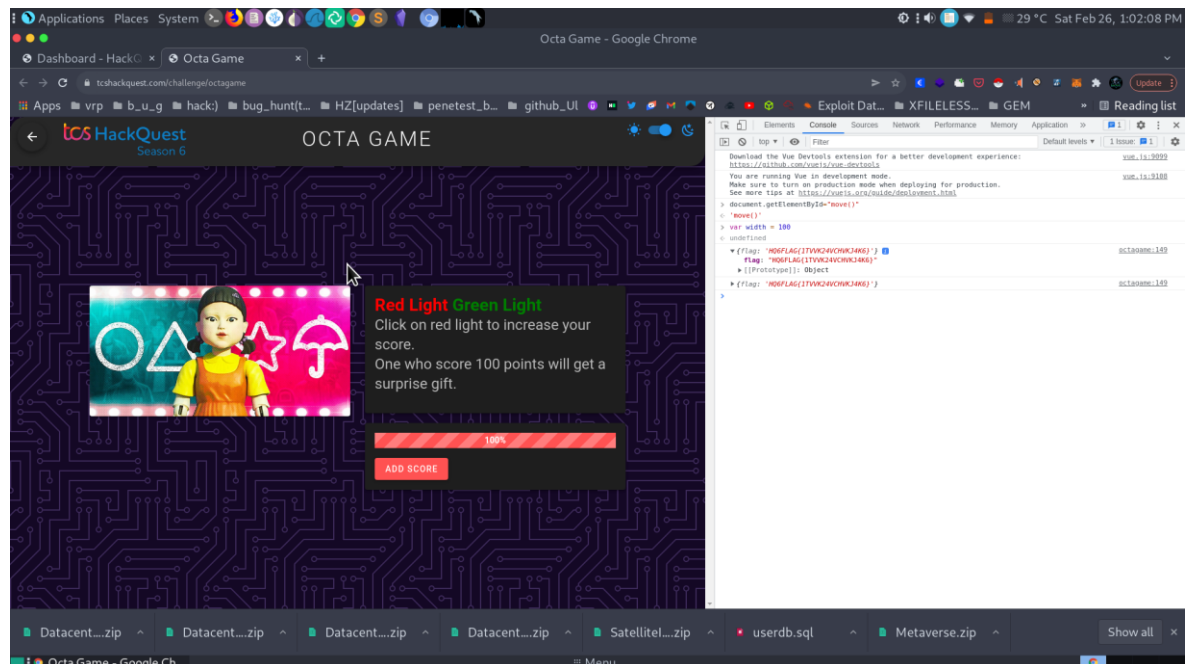 Applications Places System
29 °C Sat Feb 26, 1:02:08 PM
Octa Game - Google Chrome
Dashboard - HackQ × Octa Game × +
tcshackquest.com/challenge/octagame
Update
Apps vrp b_u_g hack:) bug_hunt(t... HZ[updates] penetest_b... github_Ul Exploit Dat... XFILELESS... GEM » Reading list
tcs HackQuest
Season 6
OCTA GAME
Elements Console Sources Network Performance Memory Application » 1
top ▾ Filter Default levels ▾ 1 Issue: 1
Download the Vue Devtools extension for a better development experience: vue.js:9099
https://github.com/vuejs/vue-devtools
You are running Vue in development mode. vue.js:9108
Make sure to turn on production mode when deploying for production.
See more tips at https://vuejs.org/guide/deployment.html
> document.getElementById="move()"
'move()'
> var width = 100
undefined
▾{flag: 'HQ6FLAG{1TVVK24VCHVKJ4K6}'} octagame:149
flag: "HQ6FLAG{1TVVK24VCHVKJ4K6}"
▸ [[Prototype]]: Object
▸{flag: 'HQ6FLAG{1TVVK24VCHVKJ4K6}'} octagame:149
>
Red Light Green Light
Click on red light to increase your
score.
One who score 100 points will get a
surprise gift.
100%
ADD SCORE
Datacent....zip Datacent....zip Datacent....zip Datacent....zip SatelliteI....zip userdb.sql Metaverse.zip Show all ×
Octa Game - Google Ch... Menu